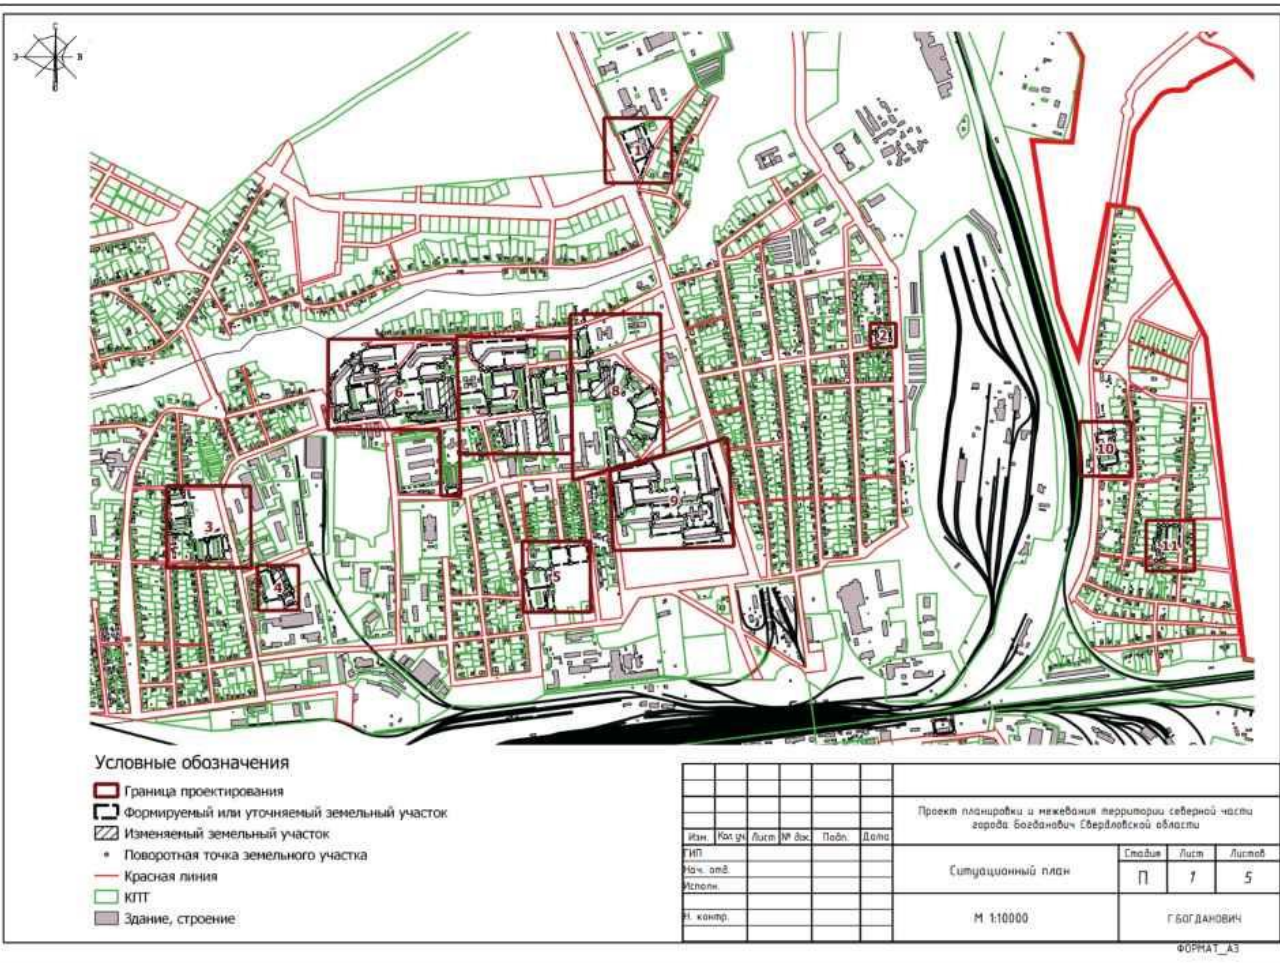 С
З
В
Ю
1
2
6
7
8
10
9
3
11
5
4
Условные обозначения
Граница проектирования
Формируемый или уточняемый земельный участок
Изменяемый земельный участок
Поворотная точка земельного участка
Красная линия
КПТ
Здание, строение
Проект планировки и межевания территории северной части
города Богданович Свердловской области
Изм. Кол.уч Лист № док. Подп. Дата
ГИП
Нач. отд.
Исполн.
Н. контр.
Ситуационный план
Стадия Лист Листов
П 1 5
М 1:10000
Г.БОГДАНОВИЧ
ФОРМАТ_А3